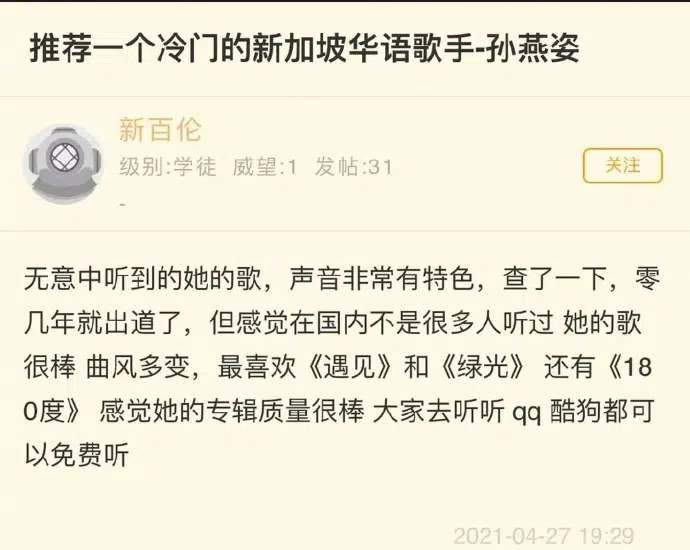 推荐一个冷门的新加坡华语歌手-孙燕姿
新百伦
级别:学徒 威望:1 发帖:31
关注
-
无意中听到的她的歌，声音非常有特色，查了一下，零
几年就出道了，但感觉在国内不是很多人听过 她的歌
很棒 曲风多变，最喜欢《遇见》和《绿光》 还有《18
0度》 感觉她的专辑质量很棒 大家去听听 qq 酷狗都可
以免费听
2021-04-27 19:29